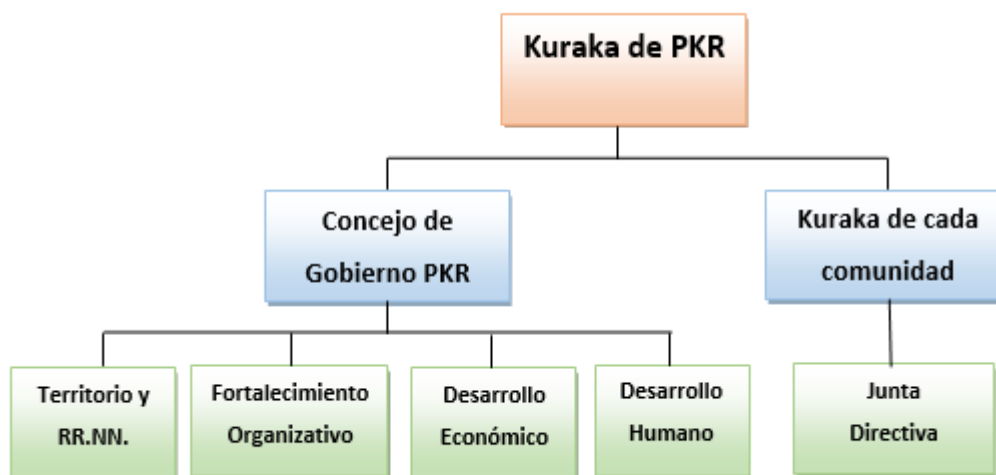 Kuraka de PKR
Concejo de
Gobierno PKR
Kuraka de cada
comunidad
Territorio y
RR.NN.
Fortalecimiento
Organizativo
Desarrollo
Económico
Desarrollo
Humano
Junta
Directiva